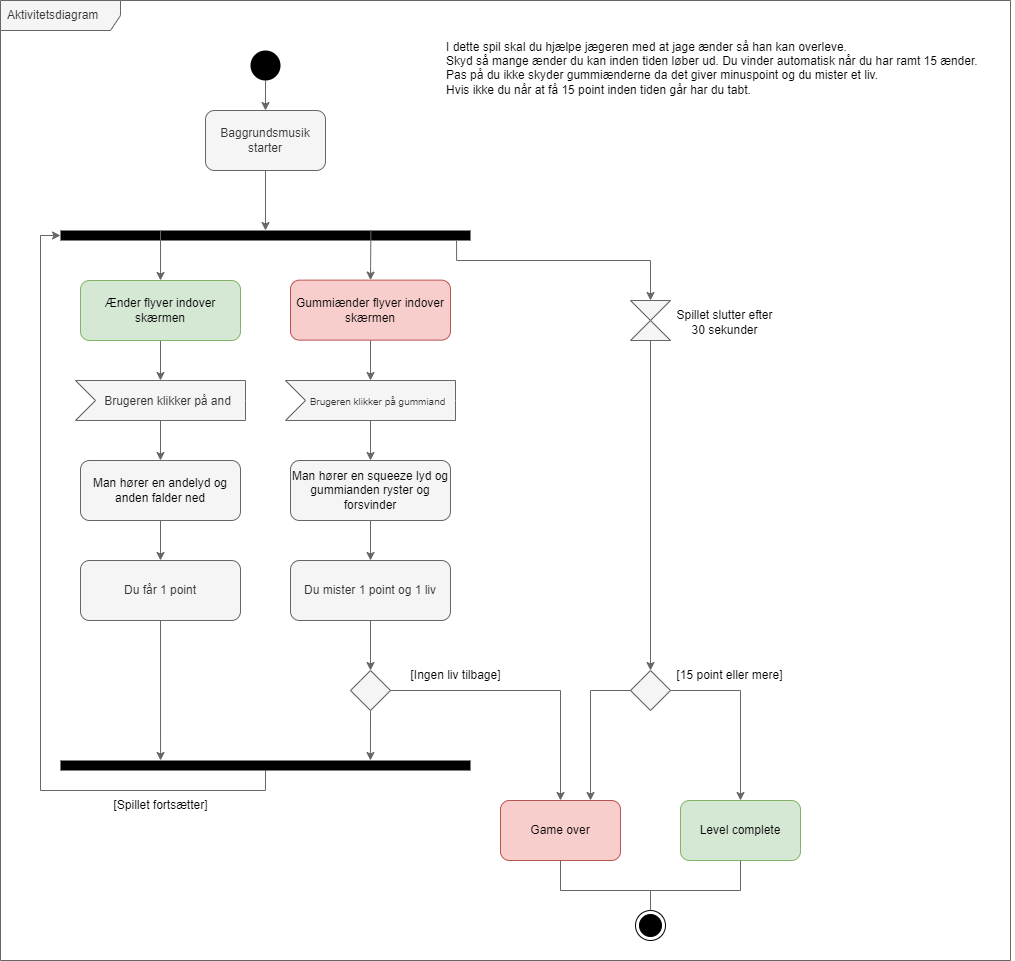 Aktivitetsdiagram
I dette spil skal du hjælpe jægeren med at jage ænder så han kan overleve.
Skyd så mange ænder du kan inden tiden løber ud. Du vinder automatisk når du har ramt 15 ænder.
Pas på du ikke skyder gummiænderne da det giver minuspoint og du mister et liv.
Hvis ikke du når at få 15 point inden tiden går har du tabt.
Baggrundsmusik
starter
Ænder flyver indover
skærmen
Gummiænder flyver indover
skærmen
Spillet slutter efter
30 sekunder
Brugeren klikker på and
Brugeren klikker på gummiand
Man hører en andelyd og
anden falder ned
Man hører en squeeze lyd og
gummianden ryster og
forsvinder
Du får 1 point
Du mister 1 point og 1 liv
[Ingen liv tilbage]
[15 point eller mere]
[Spillet fortsætter]
Game over
Level complete